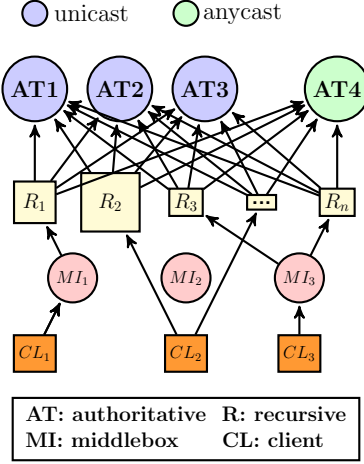 unicast anycast
AT1 AT2 AT3 AT4
R₁ R₂ R₃ ... Rₙ
MI₁ MI₂ MI₃
CL₁ CL₂ CL₃
AT: authoritative R: recursive
MI: middlebox CL: client